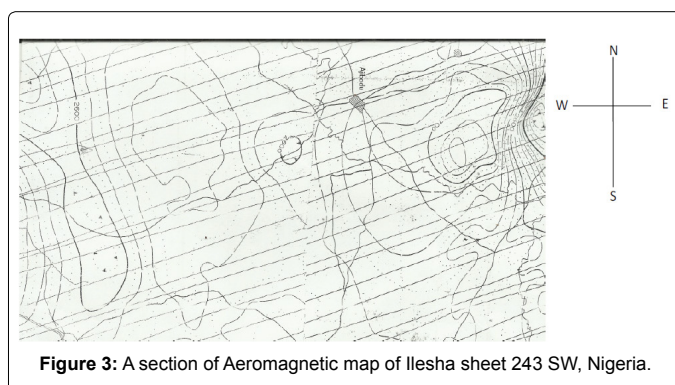 N
W E
S
Figure 3: A section of Aeromagnetic map of Ilesha sheet 243 SW, Nigeria.